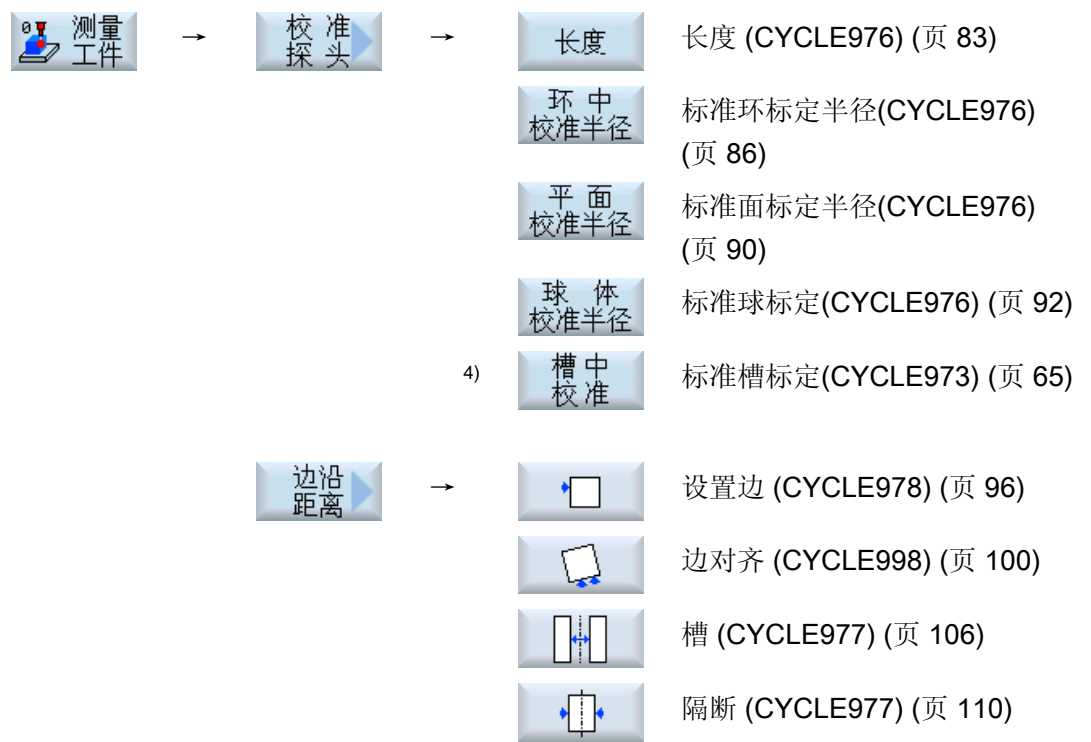 测量
工件
→
校 准
探 头
→
长度
长度 (CYCLE976) (页 83)
环 中
校准半径
标准环标定半径(CYCLE976)
(页 86)
平 面
校准半径
标准面标定半径(CYCLE976)
(页 90)
球 体
校准半径
标准球标定(CYCLE976) (页 92)
4)
槽 中
校 准
标准槽标定(CYCLE973) (页 65)
边沿
距离
→
设置边 (CYCLE978) (页 96)
边对齐 (CYCLE998) (页 100)
槽 (CYCLE977) (页 106)
隔断 (CYCLE977) (页 110)